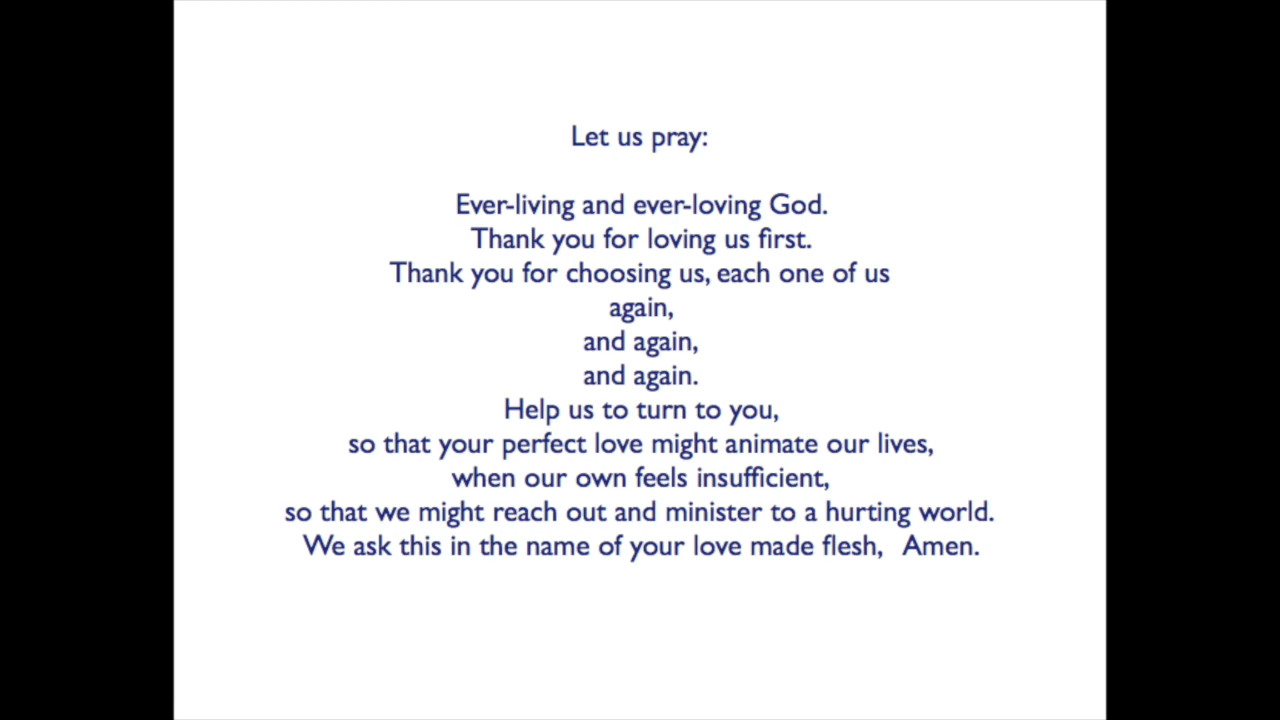 Let us pray:
Ever-living and ever-loving God.
Thank you for loving us first.
Thank you for choosing us, each one of us
again,
and again,
and again.
Help us to turn to you,
so that your perfect love might animate our lives,
when our own feels insufficient,
so that we might reach out and minister to a hurting world.
We ask this in the name of your love made flesh, Amen.